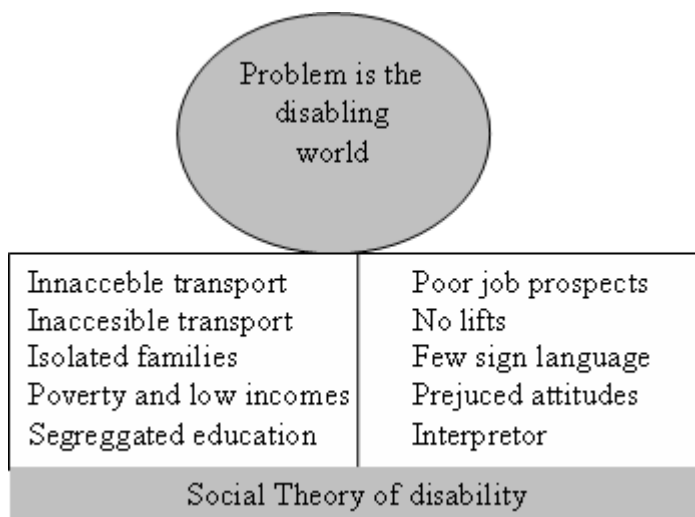 Problem is the
disabling
world
Innacceble transport
Inaccesible transport
Isolated families
Poverty and low incomes
Segreggated education
Poor job prospects
No lifts
Few sign language
Prejuced attitudes
Interpretor
Social Theory of disability